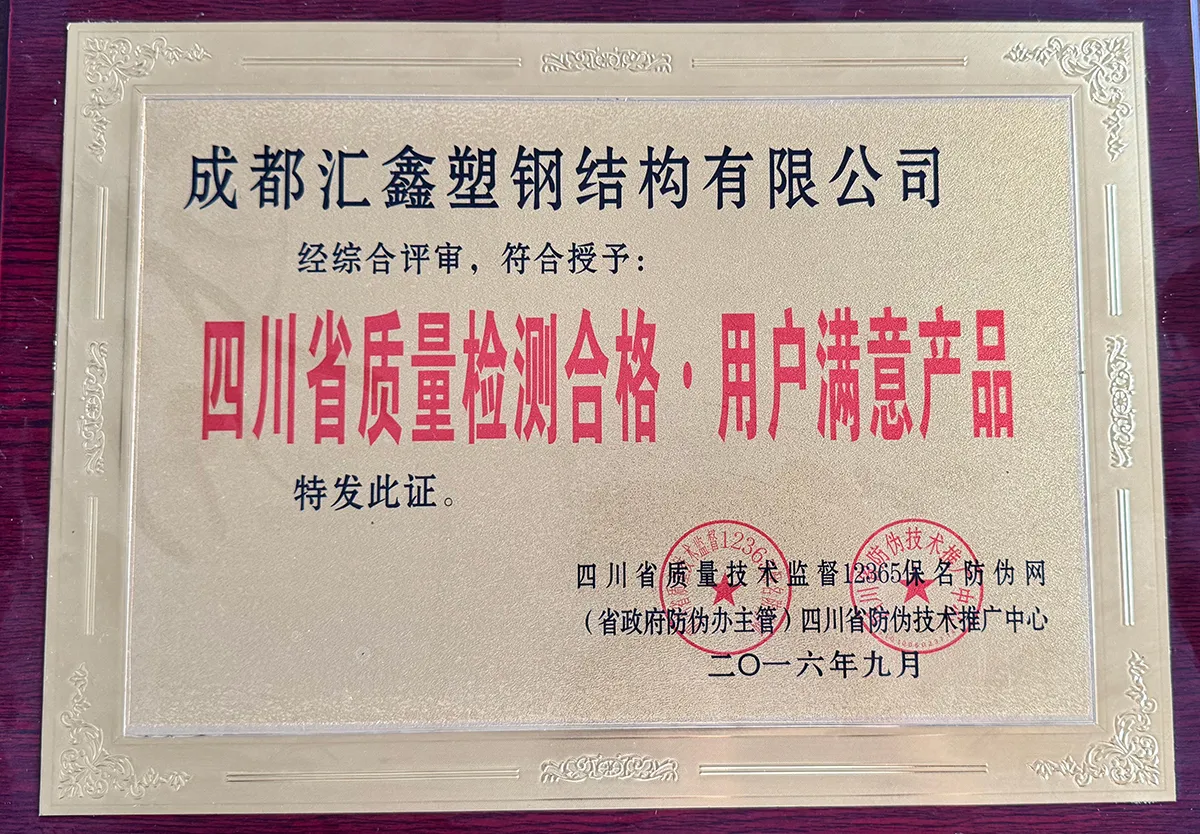 成都汇鑫塑钢结构有限公司
经综合评审，符合授予：
四川省质量检测合格·用户满意产品
特发此证。
四川省质量技术监督12365保名防伪网
（省政府防伪办主管）四川省防伪技术推广中心
二〇一六年九月